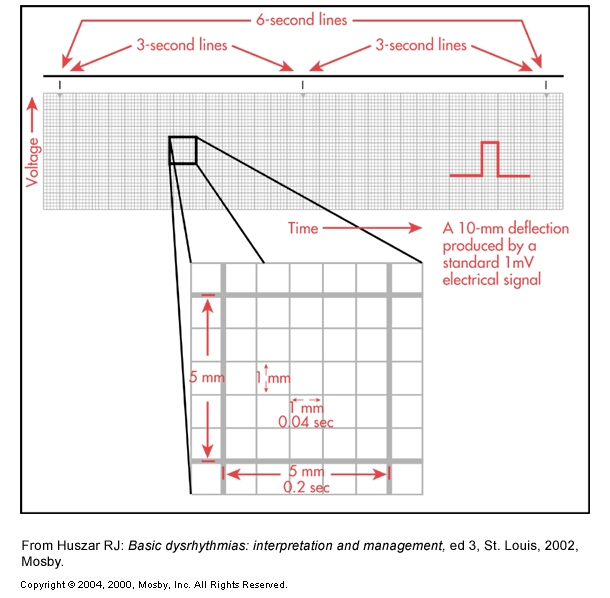 6-second lines
3-second lines
3-second lines
Voltage
Time
A 10-mm deflection
produced by a
standard 1mV
electrical signal
5 mm
1 mm
1 mm
0.04 sec
5 mm
0.2 sec
From Huszar RJ: Basic dysrhythmias: interpretation and management, ed 3, St. Louis, 2002,
Mosby.
Copyright © 2004, 2000, Mosby, Inc. All Rights Reserved.